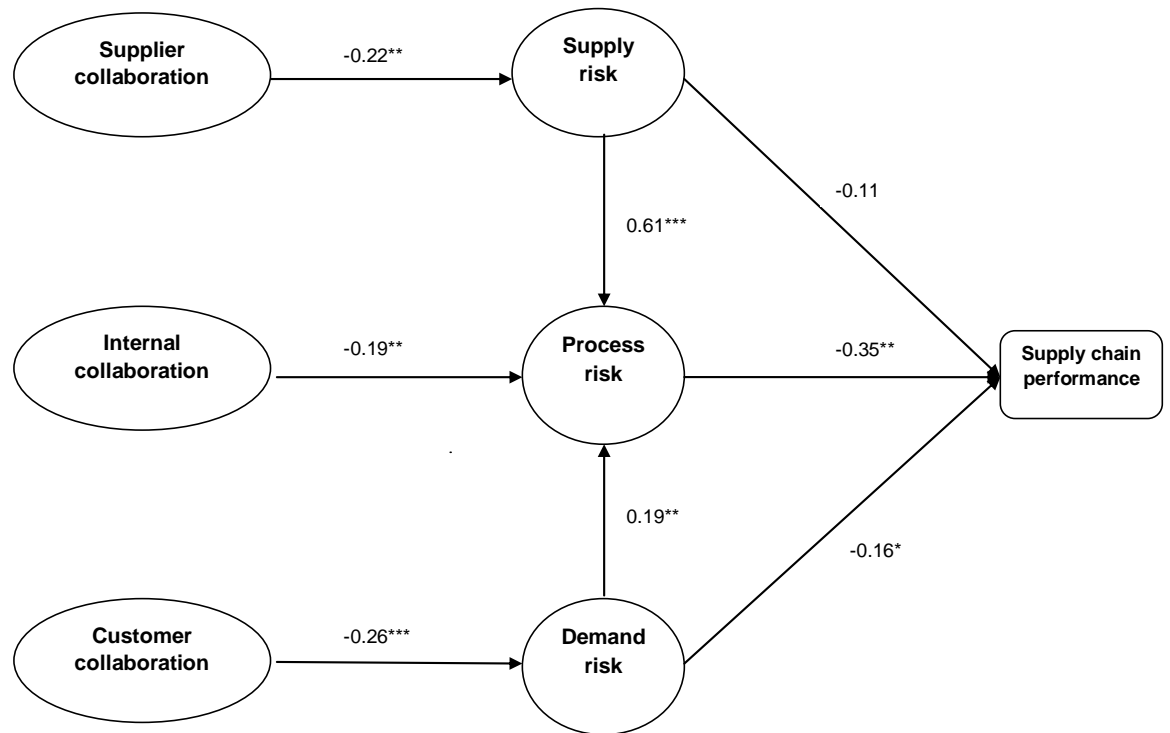 Supplier
collaboration
-0.22**
Supply
risk
-0.11
0.61***
Internal
collaboration
-0.19**
Process
risk
-0.35**
Supply chain
performance
0.19**
-0.16*
Customer
collaboration
-0.26***
Demand
risk